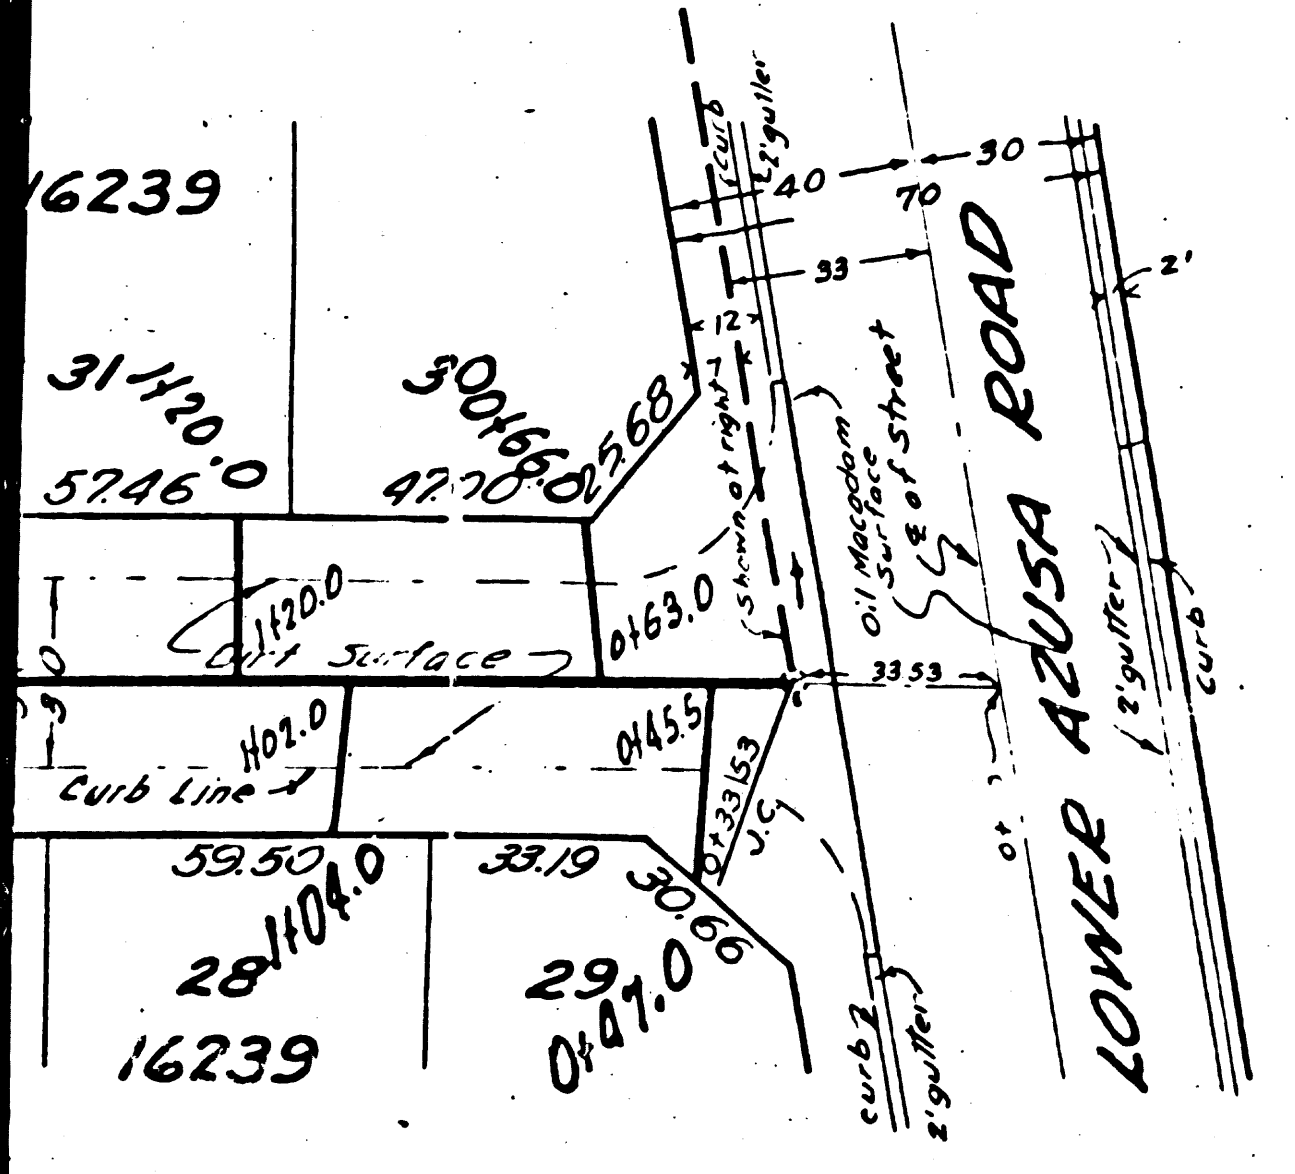 16239
31
1+20.0
57.46
30
0+66.0
47.70
25.68
curb
2'gutter
40
30
70
33
12
2'
Shown at right
Oil Macadam
Surface
℄ of street
LOWER AZUSA ROAD
2'gutter
curb
1+20.0
0+63.0
Dirt Surface
33.53
1+02.0
0+45.5
Curb Line
0+33.53
J.C.
0+
59.50
33.19
30.66
28
1+04.0
29
0+47.0
16239
curb
2'gutter